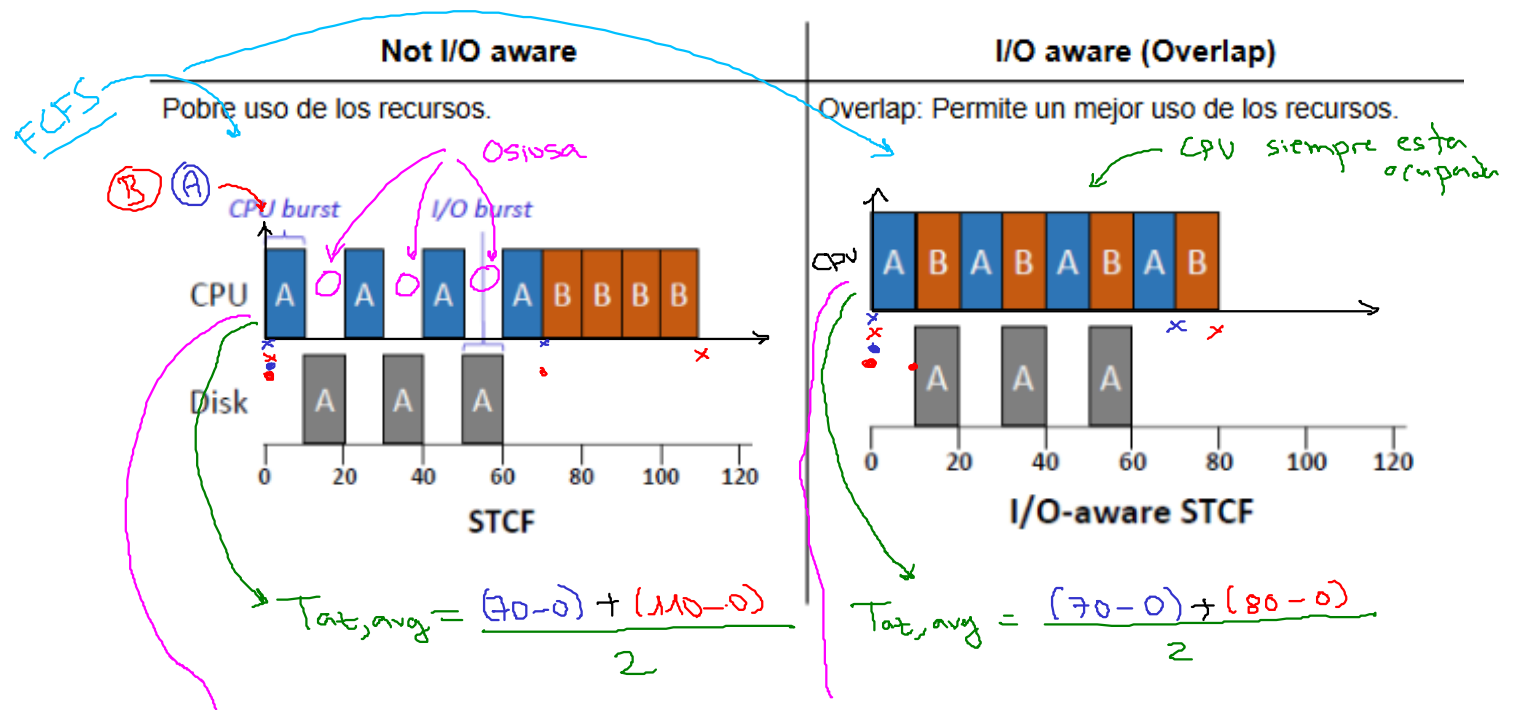 Not I/O aware
I/O aware (Overlap)
FCFS
Pobre uso de los recursos.
Overlap: Permite un mejor uso de los recursos.
Osiosa
CPU siempre esta
ocupada
B A
CPU burst
I/O burst
CPU
A A A A B B B B
CPU
A B A B A B A B
Disk
A A A
A A A
0 20 40 60 80 100 120
0 20 40 60 80 100 120
STCF
I/O-aware STCF
Tat,avg = (70-0) + (110-0)
2
Tat,avg = (70-0) + (80-0)
2